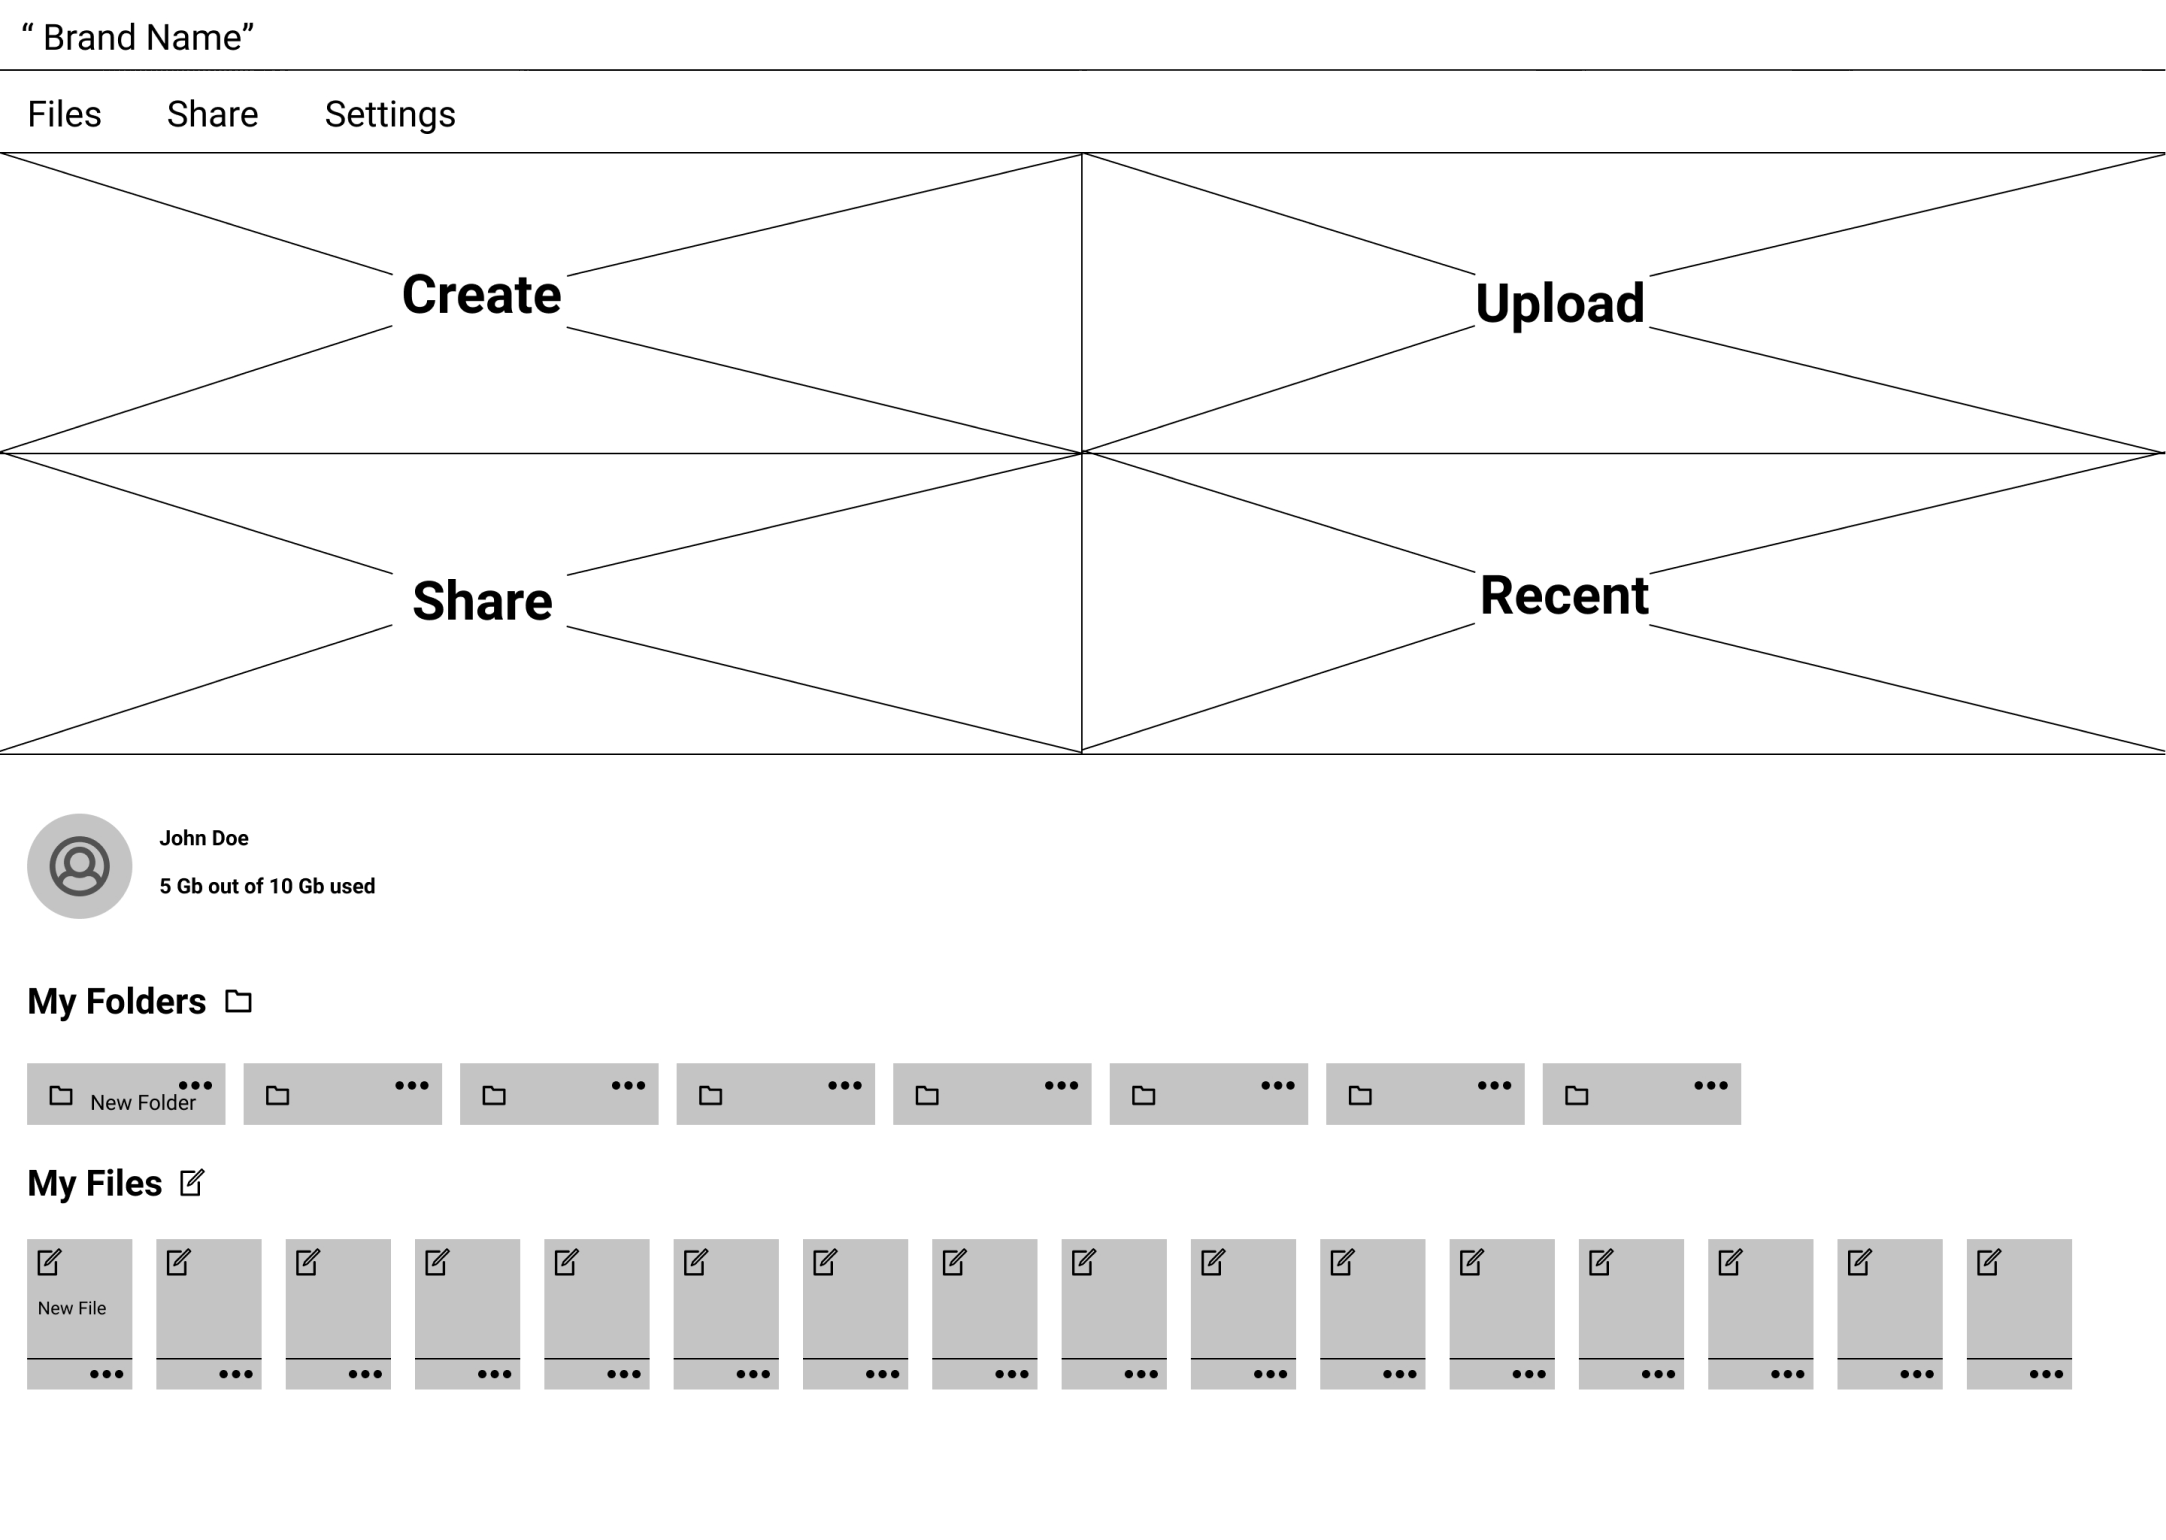 “ Brand Name”
Files Share Settings
Create Upload
Share Recent
John Doe
5 Gb out of 10 Gb used
My Folders
New Folder
My Files
New File